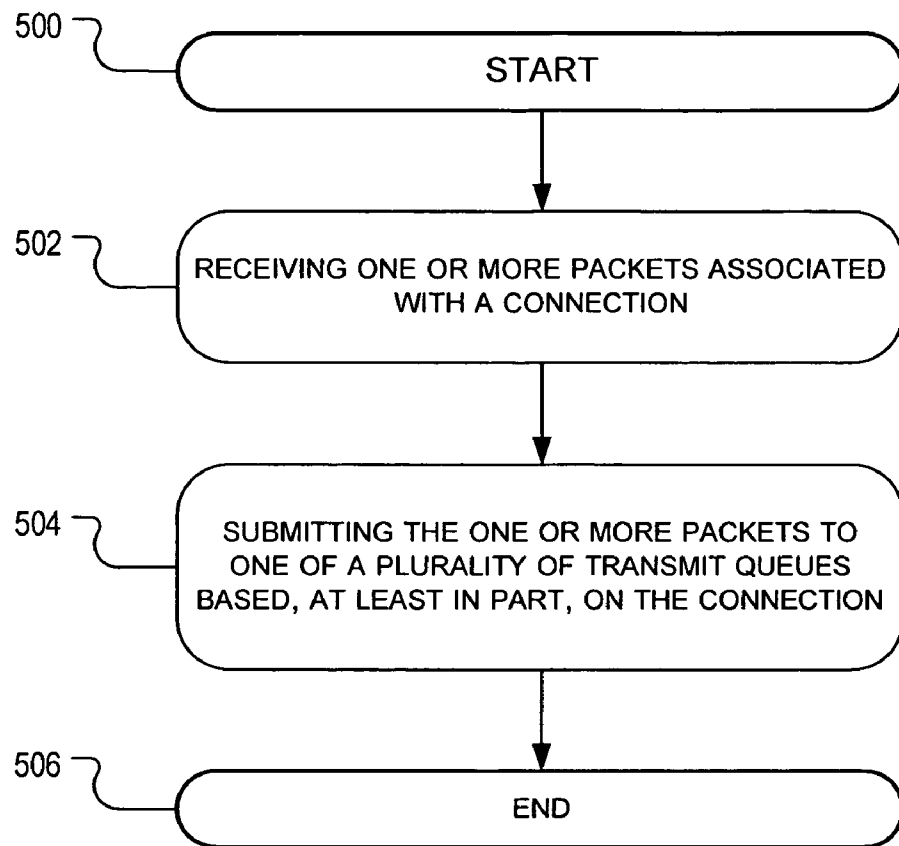 500
START
502
RECEIVING ONE OR MORE PACKETS ASSOCIATED
WITH A CONNECTION
504
SUBMITTING THE ONE OR MORE PACKETS TO
ONE OF A PLURALITY OF TRANSMIT QUEUES
BASED, AT LEAST IN PART, ON THE CONNECTION
506
END